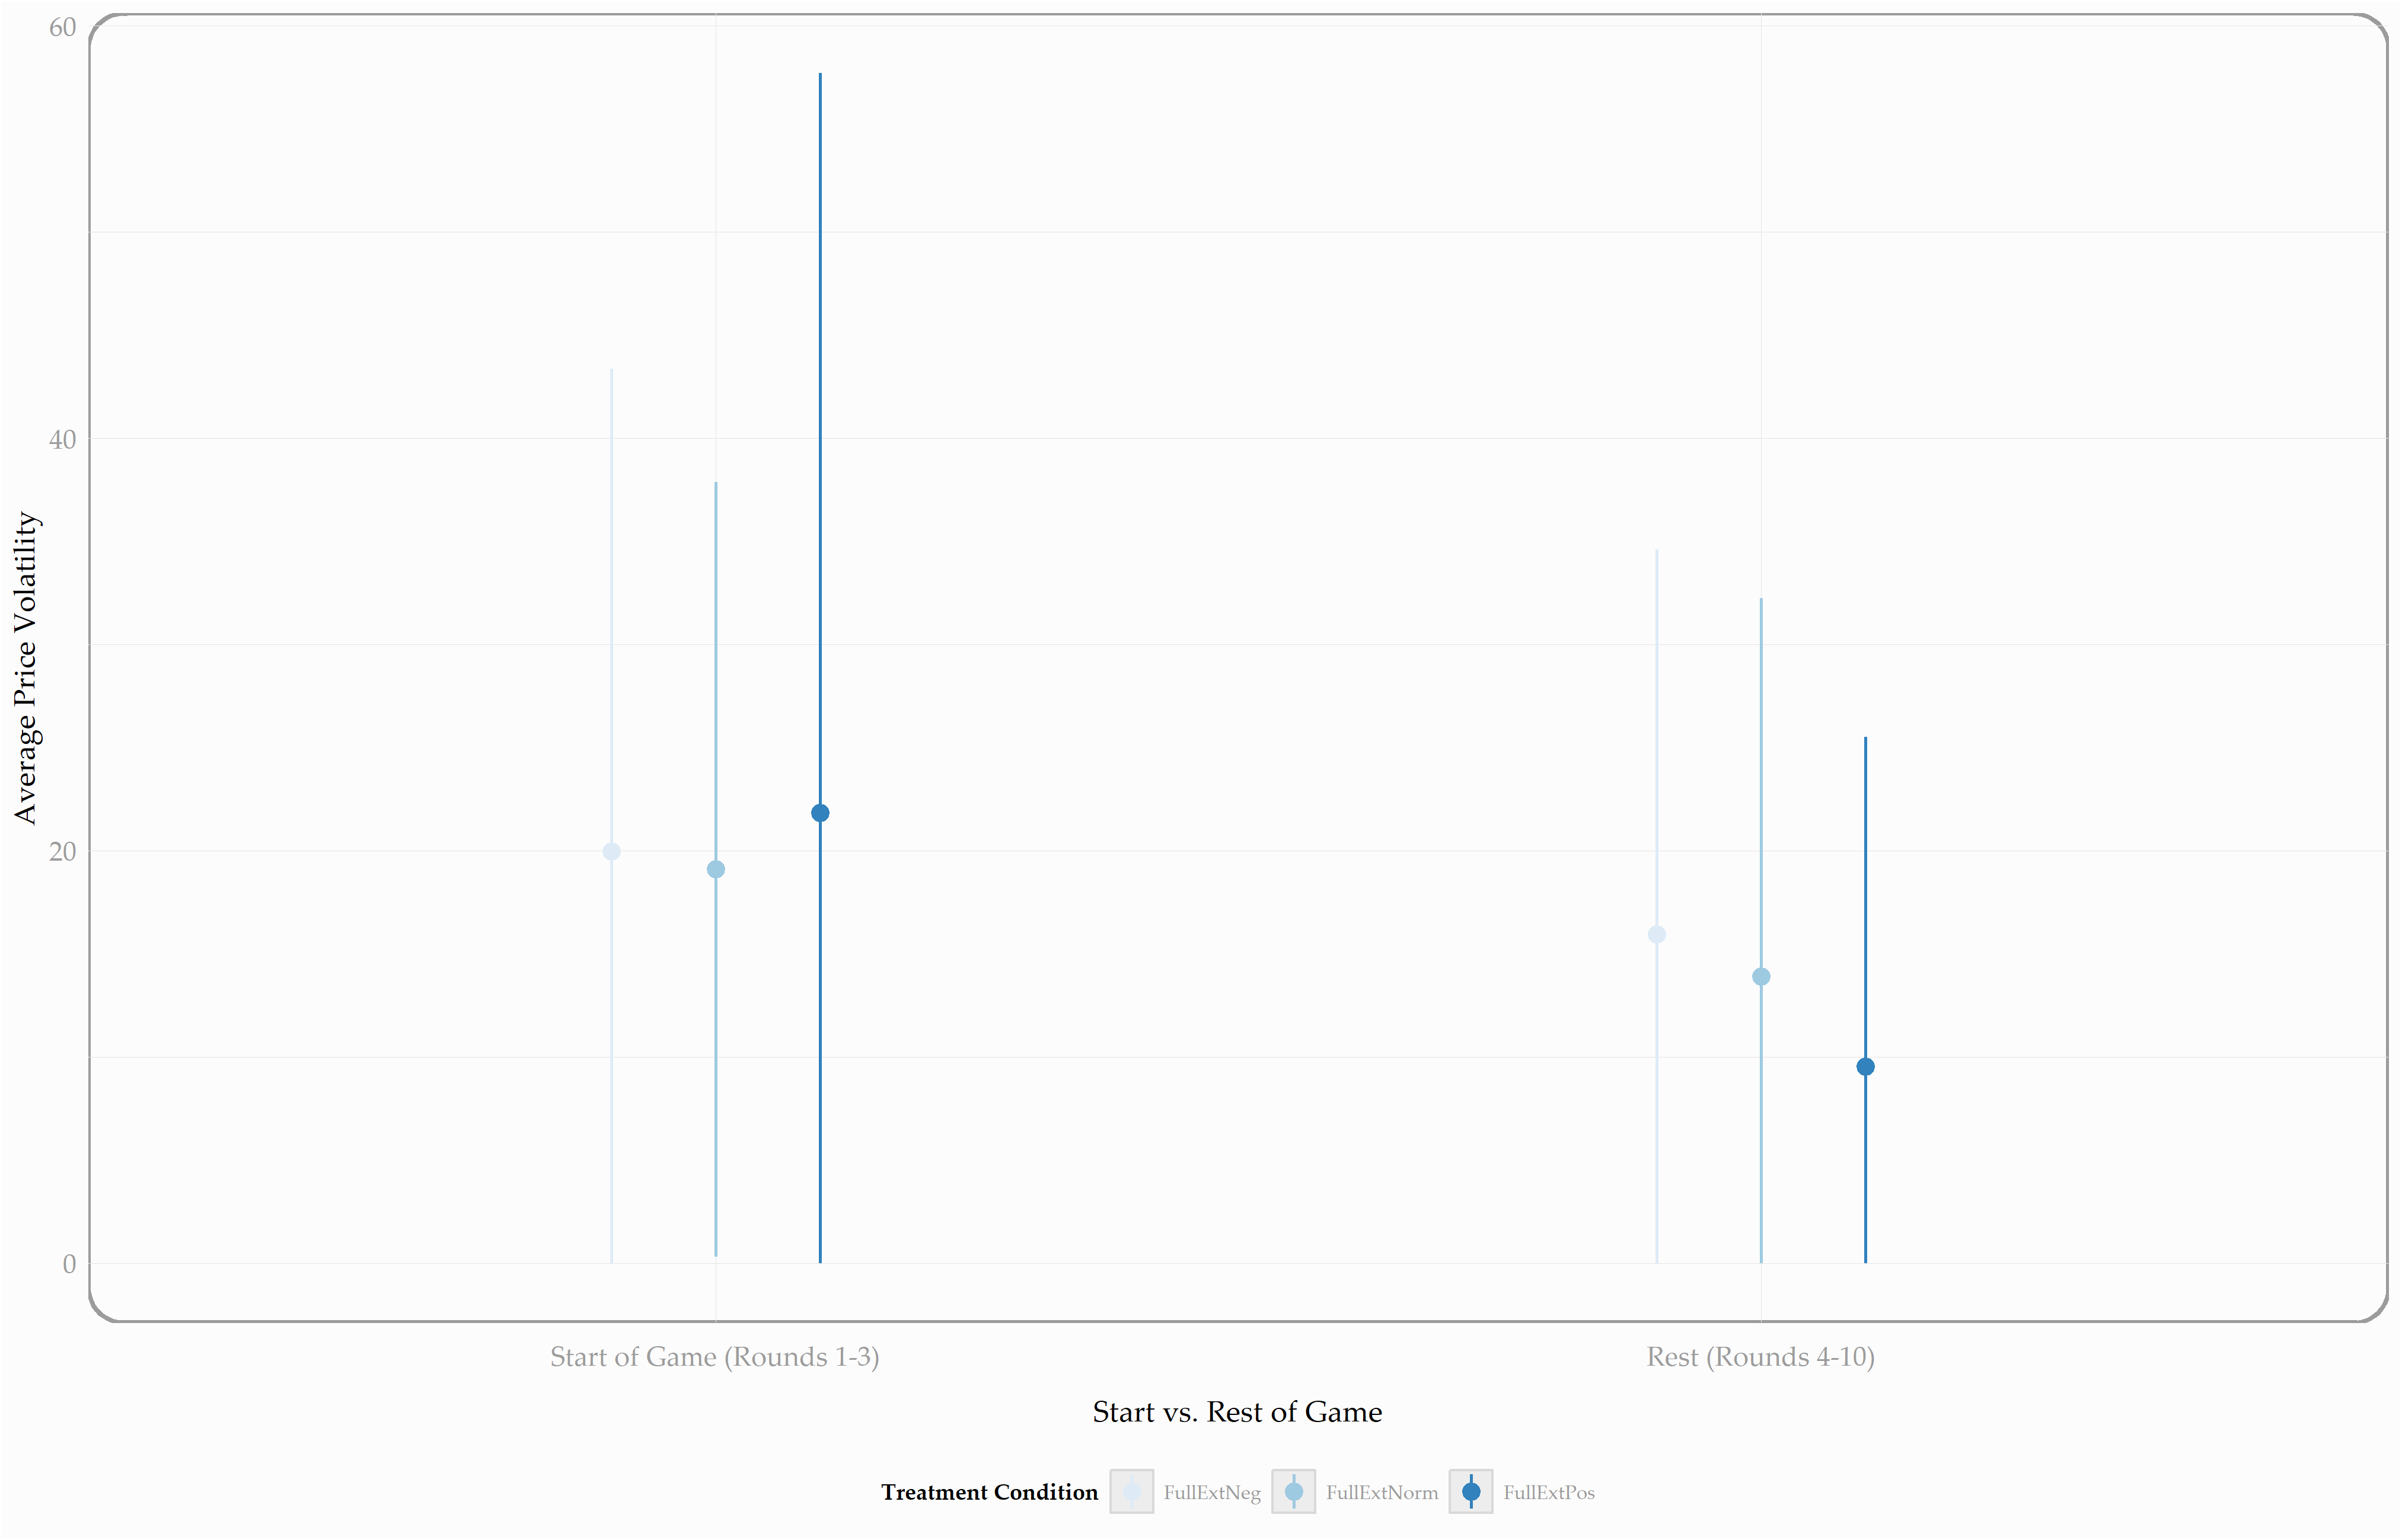 60
40
20
0
Average Price Volatility
Start of Game (Rounds 1-3)
Rest (Rounds 4-10)
Start vs. Rest of Game
Treatment Condition FullExtNeg FullExtNorm FullExtPos